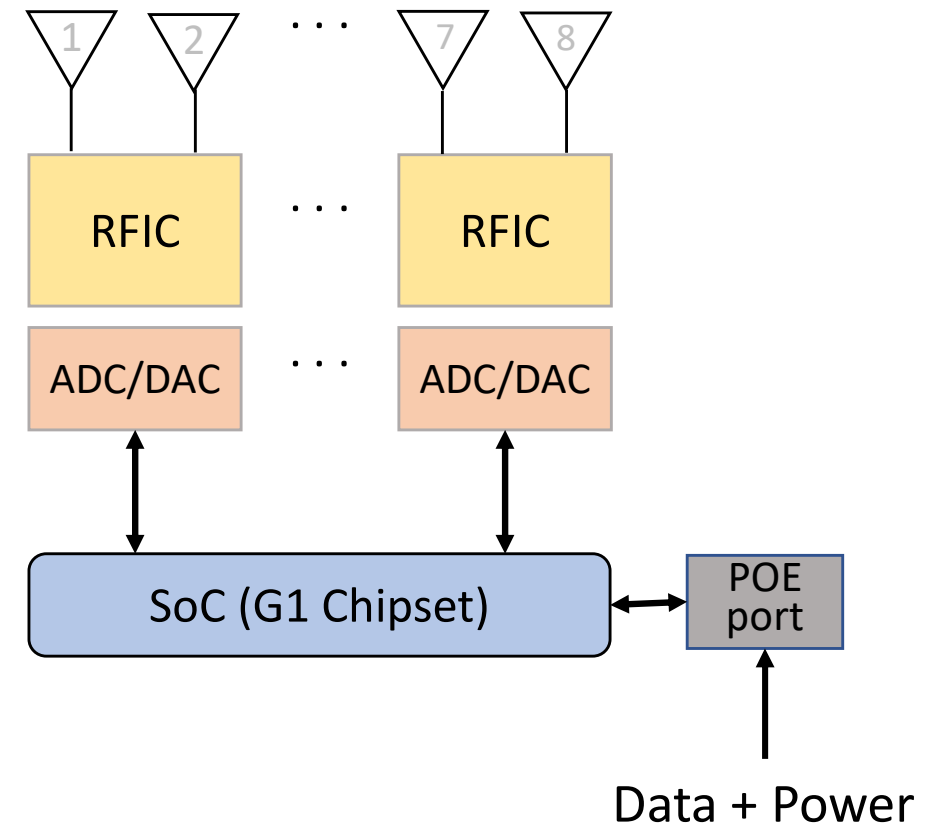 1 2 . . . 7 8
RFIC . . . RFIC
ADC/DAC . . . ADC/DAC
SoC (G1 Chipset)
POE
port
Data + Power